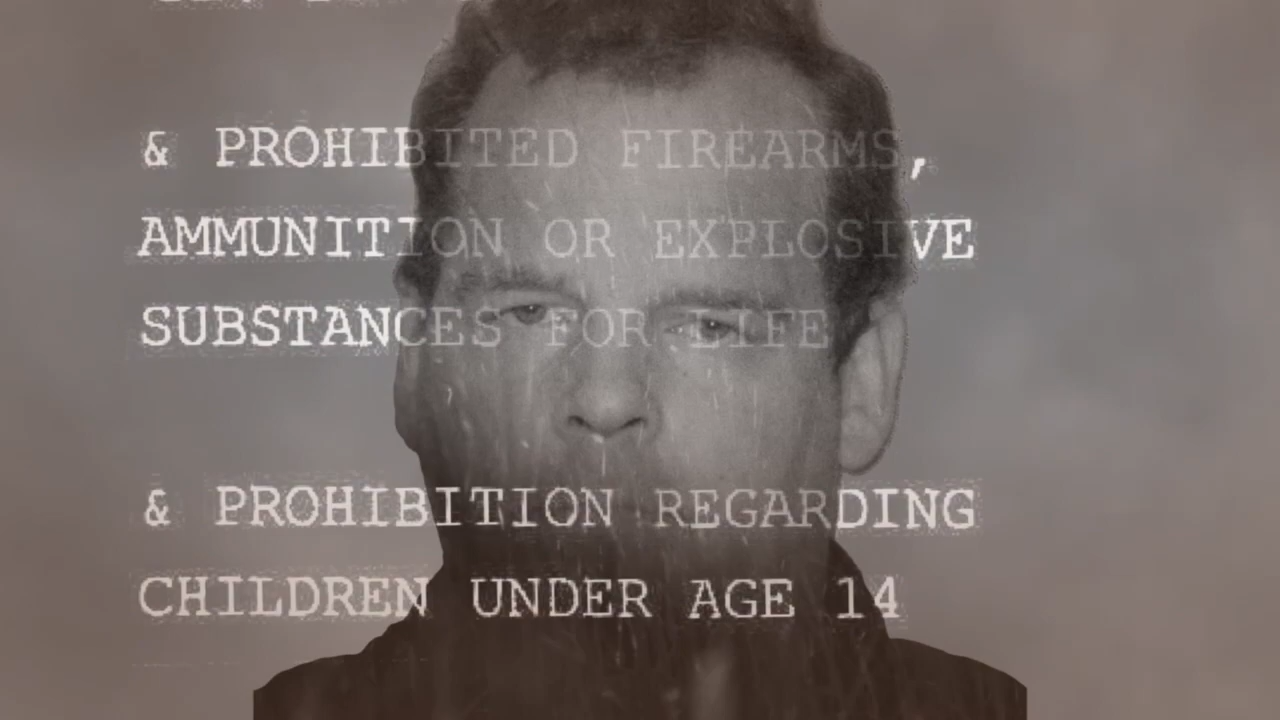 & PROHIBITED FIREARMS,
AMMUNITION OR EXPLOSIVE
SUBSTANCES FOR LIFE
& PROHIBITION REGARDING
CHILDREN UNDER AGE 14